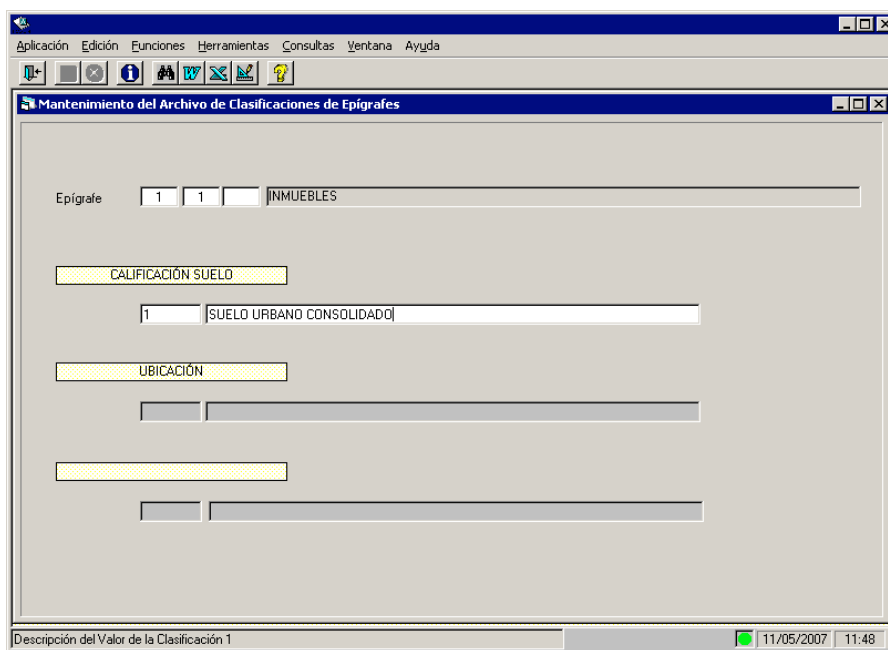 Aplicación Edición Funciones Herramientas Consultas Ventana Ayuda
Mantenimiento del Archivo de Clasificaciones de Epígrafes
Epígrafe 1 1 INMUEBLES
CALIFICACIÓN SUELO
1 SUELO URBANO CONSOLIDADO
UBICACIÓN
Descripción del Valor de la Clasificación 1 11/05/2007 11:48